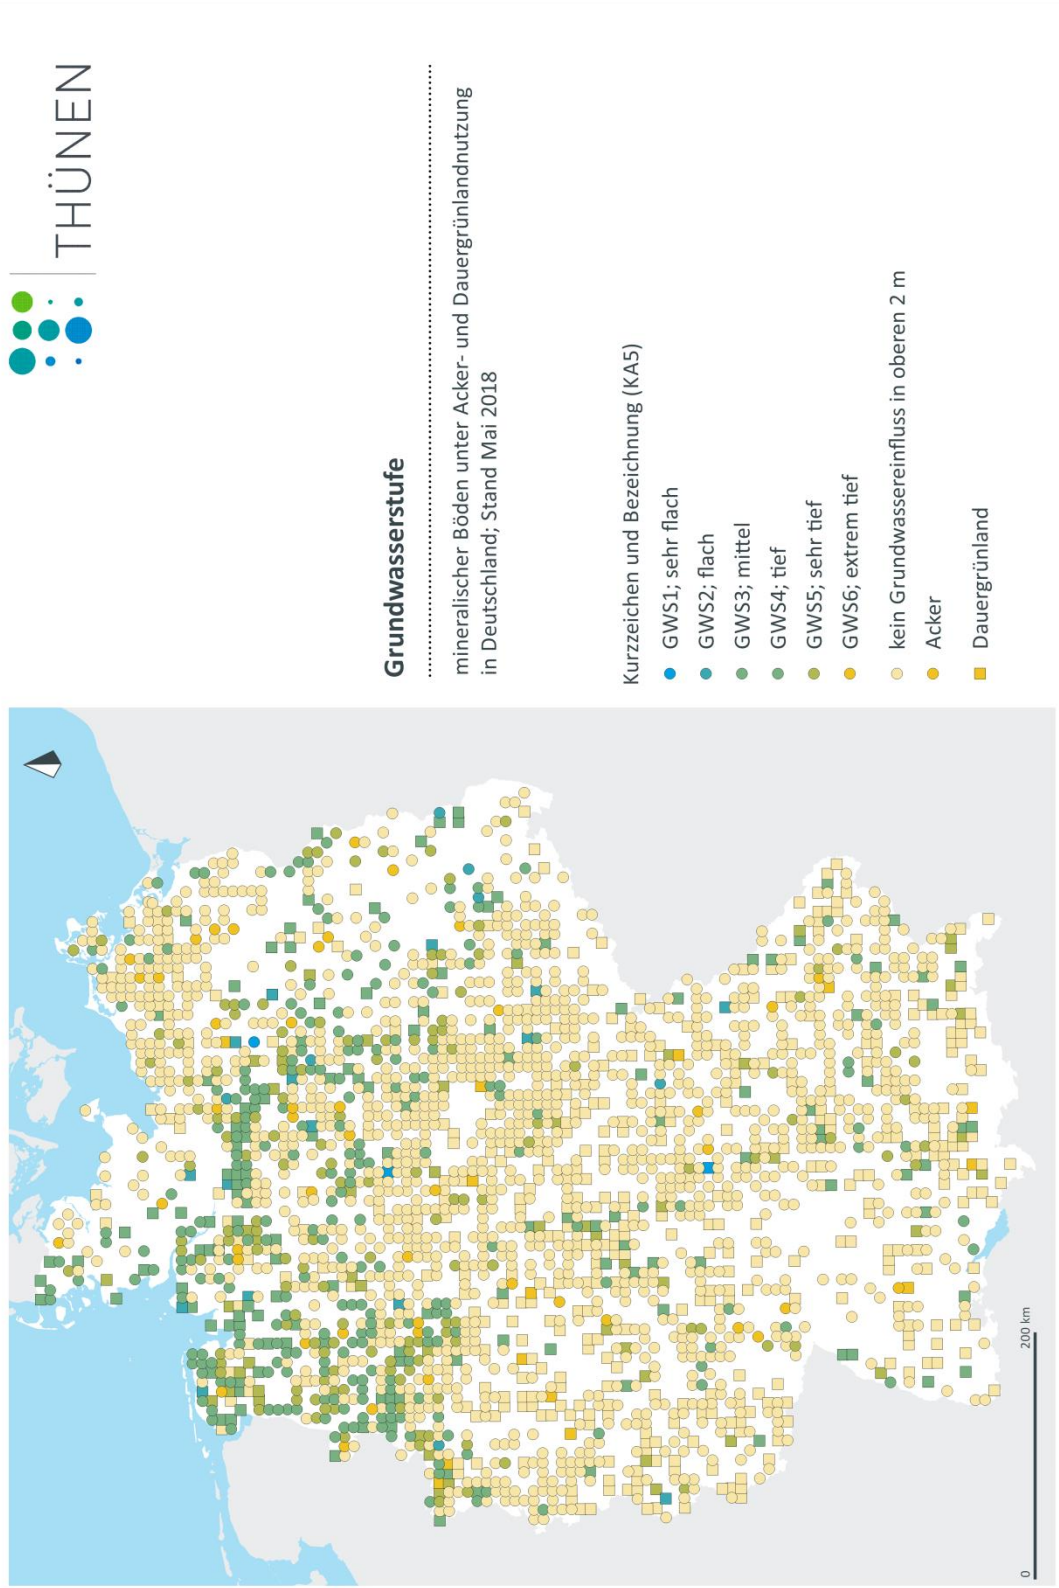 THÜNEN
Grundwasserstufe
mineralischer Böden unter Acker- und Dauergrünlandnutzung
in Deutschland; Stand Mai 2018
Kurzzeichen und Bezeichnung (KA5)
GWS1; sehr flach
GWS2; flach
GWS3; mittel
GWS4; tief
GWS5; sehr tief
GWS6; extrem tief
kein Grundwassereinfluss in oberen 2 m
Acker
Dauergrünland
0
200 km